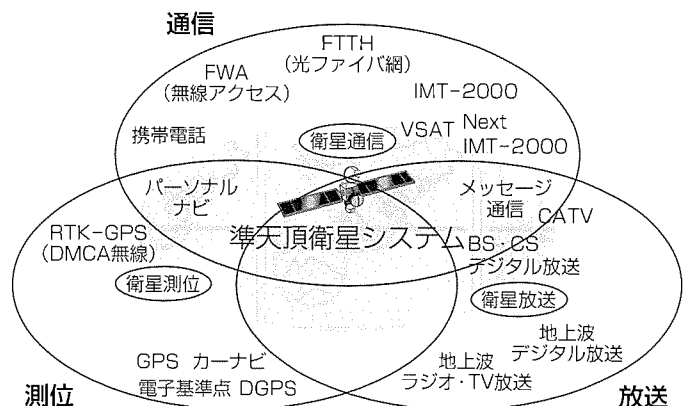 通信
FTTH
(光ファイバ網)
FWA
(無線アクセス)
IMT-2000
携帯電話
衛星通信
VSAT
Next
IMT-2000
パーソナル
ナビ
メッセージ
通信
CATV
RTK-GPS
(DMCA無線)
準天頂衛星システム
BS・CS
デジタル放送
衛星測位
衛星放送
GPS カーナビ
電子基準点 DGPS
地上波
ラジオ・TV放送
地上波
デジタル放送
測位
放送